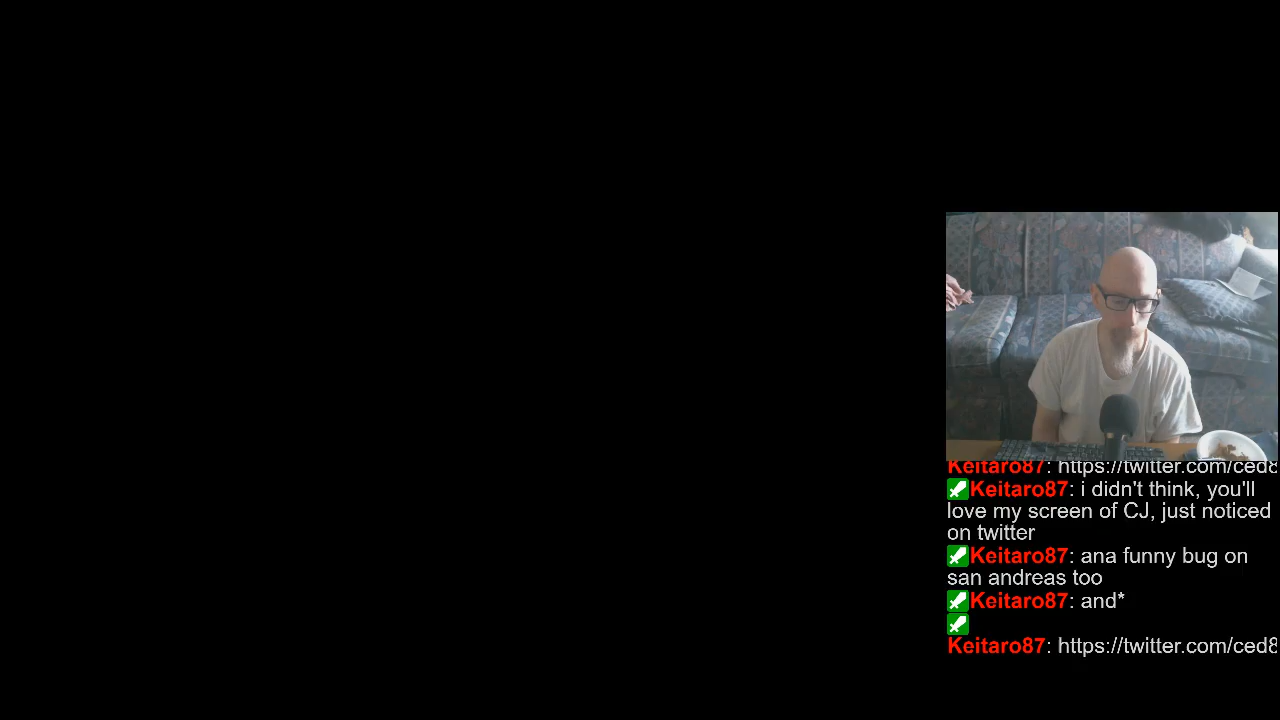 Keitaro87: https://twitter.com/ced8
Keitaro87: i didn't think, you'll
love my screen of CJ, just noticed
on twitter
Keitaro87: ana funny bug on
san andreas too
Keitaro87: and*
Keitaro87: https://twitter.com/ced8